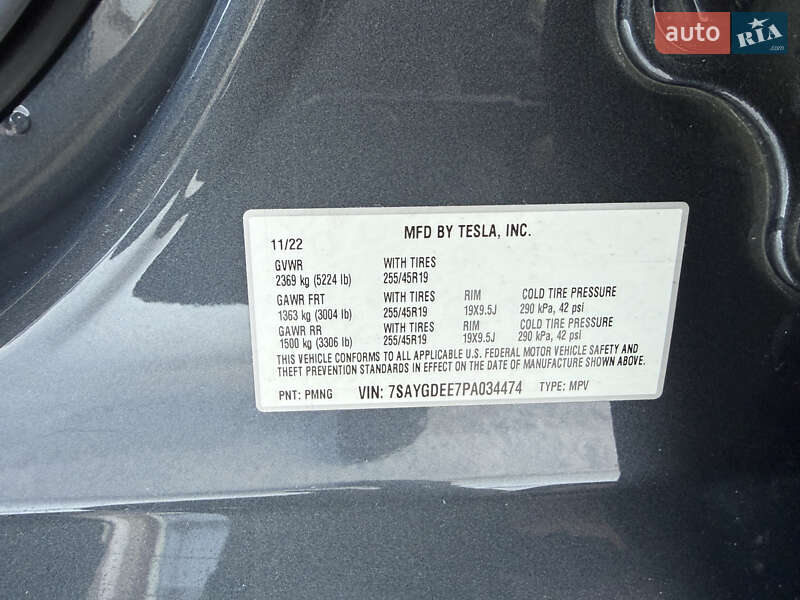 auto RIA.com
MFD BY TESLA, INC.
11/22
GVWR WITH TIRES
2369 kg (5224 lb) 255/45R19
GAWR FRT WITH TIRES RIM COLD TIRE PRESSURE
1363 kg (3004 lb) 255/45R19 19X9.5J 290 kPa, 42 psi
GAWR RR WITH TIRES RIM COLD TIRE PRESSURE
1500 kg (3306 lb) 255/45R19 19X9.5J 290 kPa, 42 psi
THIS VEHICLE CONFORMS TO ALL APPLICABLE U.S. FEDERAL MOTOR VEHICLE SAFETY AND
THEFT PREVENTION STANDARDS IN EFFECT ON THE DATE OF MANUFACTURE SHOWN ABOVE.
PNT: PMNG VIN: 7SAYGDEE7PA034474 TYPE: MPV